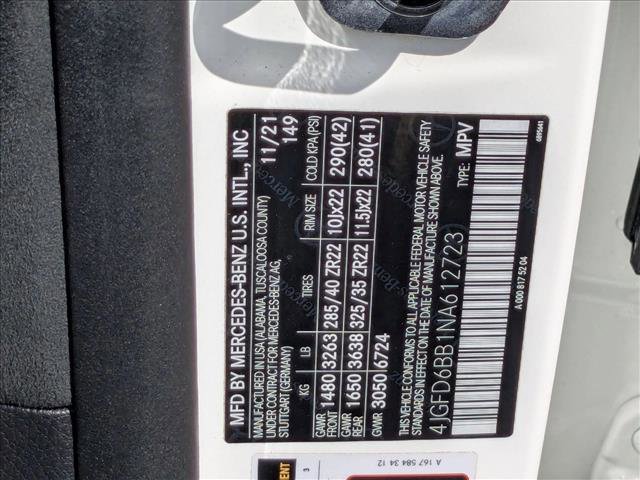 MFD BY MERCEDES-BENZ U.S. INTL., INC
MANUFACTURED IN USA (ALABAMA, TUSCALOOSA COUNTY)
UNDER CONTRACT FOR MERCEDES-BENZ AG,
STUTTGART (GERMANY)
11/21
149
KG LB TIRES RIM SIZE COLD KPA (PSI)
GAWR FRONT 1480 3263 285/40 ZR22 10Jx22 290(42)
GAWR REAR 1650 3638 325/35 ZR22 11.5Jx22 280(41)
GVWR 3050 6724
THIS VEHICLE CONFORMS TO ALL APPLICABLE FEDERAL MOTOR VEHICLE SAFETY
STANDARDS IN EFFECT ON THE DATE OF MANUFACTURE SHOWN ABOVE.
4JGFD6BB1NA612723 TYPE: MPV
A 000 817 52 04
A 167 584 34 12
3